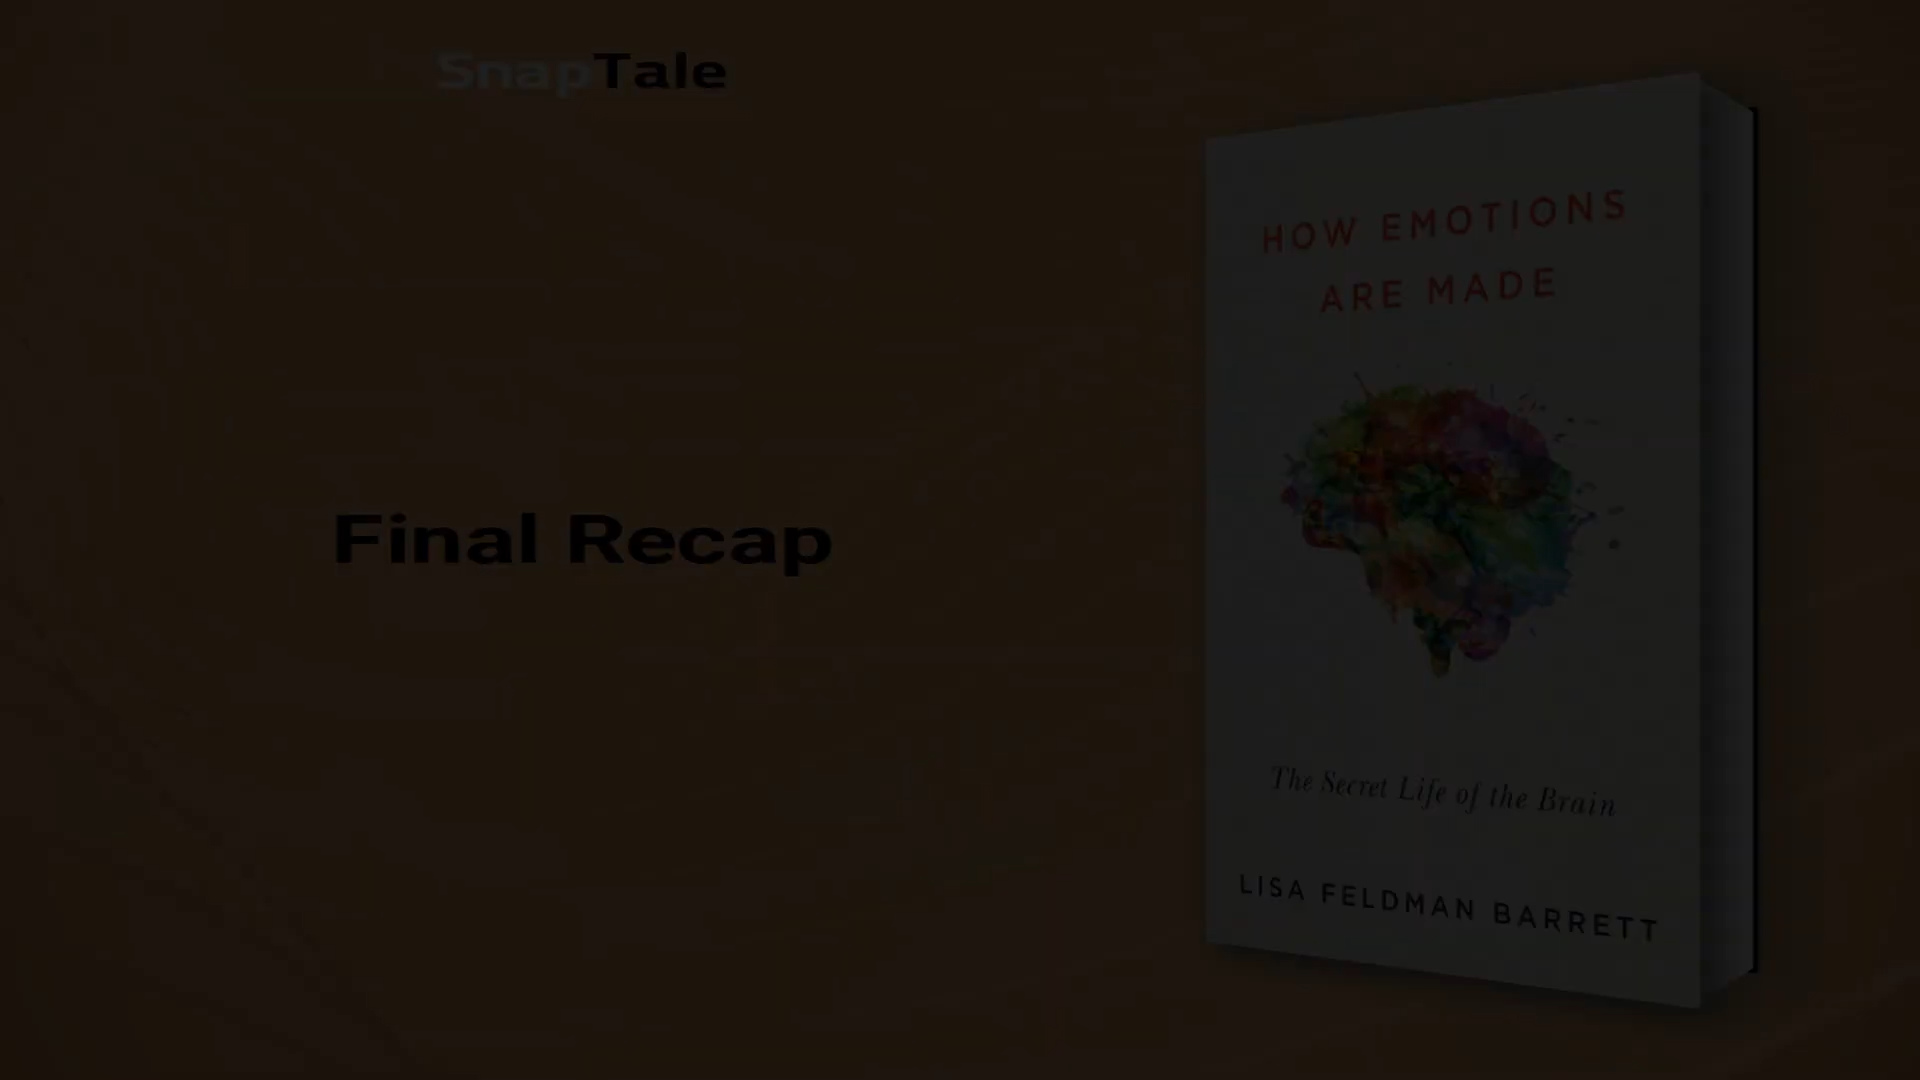 SnapTale
Final Recap
HOW EMOTIONS
ARE MADE
The Secret Life of the Brain
LISA FELDMAN BARRETT